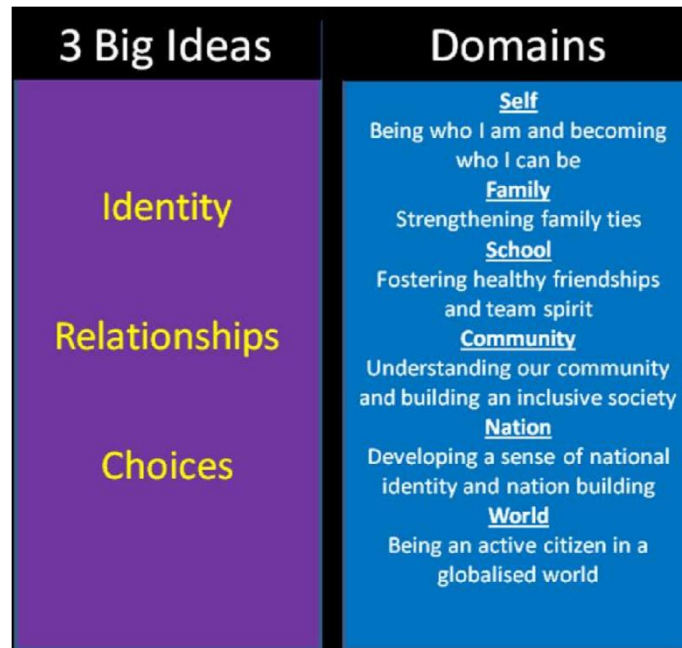 3 Big Ideas
Identity
Relationships
Choices
Domains
Self
Being who I am and becoming
who I can be
Family
Strengthening family ties
School
Fostering healthy friendships
and team spirit
Community
Understanding our community
and building an inclusive society
Nation
Developing a sense of national
identity and nation building
World
Being an active citizen in a
globalised world